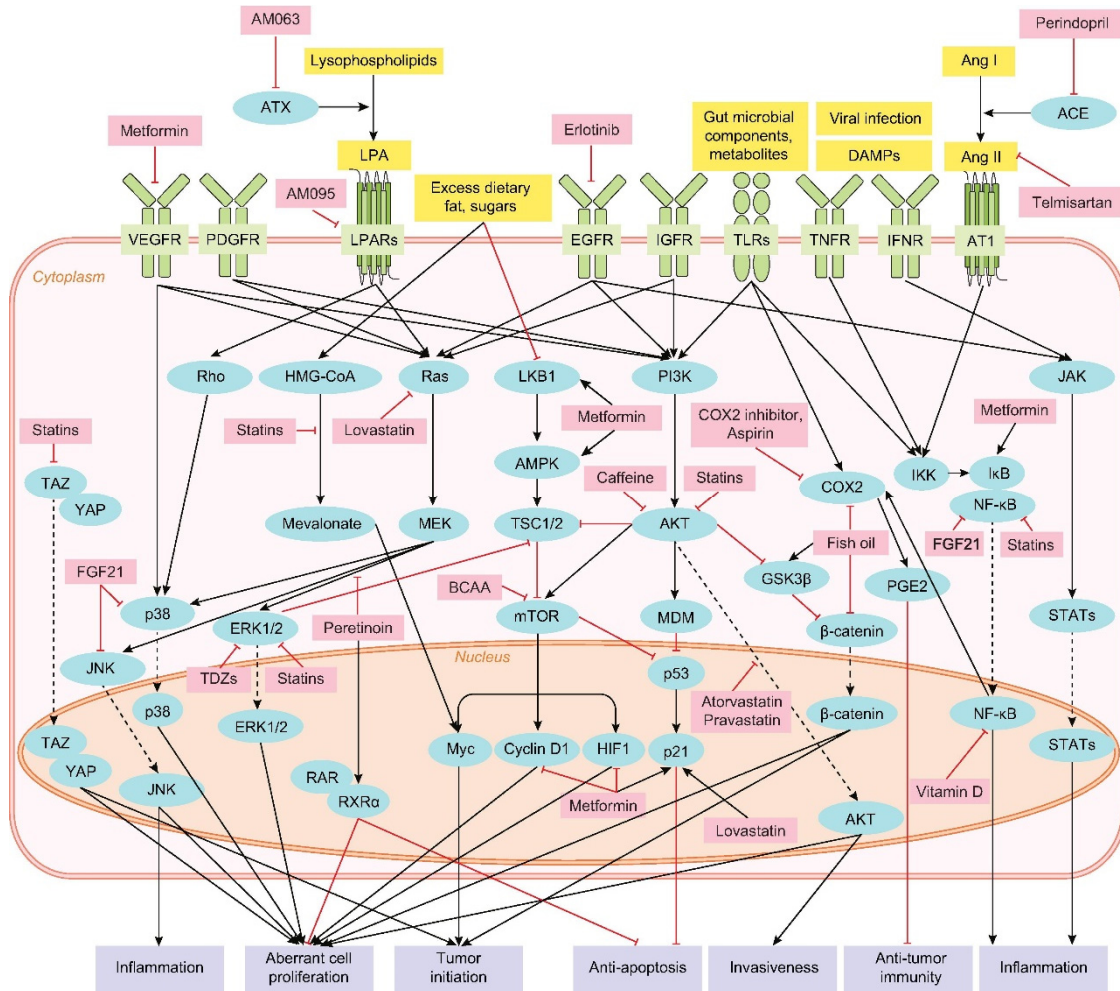 AM063
Perindopril
Lysophospholipids
Ang I
ATX
ACE
Metformin
Erlotinib
Gut microbial
components,
metabolites
Viral infection
LPA
DAMPs
Ang II
AM095
Excess dietary
fat, sugars
Telmisartan
VEGFR
PDGFR
LPARs
EGFR
IGFR
TLRs
TNFR
IFNR
AT1
Cytoplasm
Rho
HMG-CoA
Ras
LKB1
PI3K
JAK
Statins
Statins
Lovastatin
Metformin
COX2 inhibitor,
Aspirin
Metformin
TAZ
YAP
AMPK
Caffeine
Statins
COX2
IKK
IκB
NF-κB
Mevalonate
MEK
TSC1/2
AKT
Fish oil
FGF21
Statins
FGF21
BCAA
GSK3β
PGE2
p38
ERK1/2
Peretinoin
mTOR
MDM
β-catenin
STATs
JNK
TDZs
Statins
Nucleus
p53
Atorvastatin
Pravastatin
p38
ERK1/2
β-catenin
NF-κB
TAZ
YAP
Myc
Cyclin D1
HIF1
p21
STATs
JNK
RAR
RXRα
Metformin
Vitamin D
Lovastatin
AKT
Inflammation
Aberrant cell
proliferation
Tumor
initiation
Anti-apoptosis
Invasiveness
Anti-tumor
immunity
Inflammation